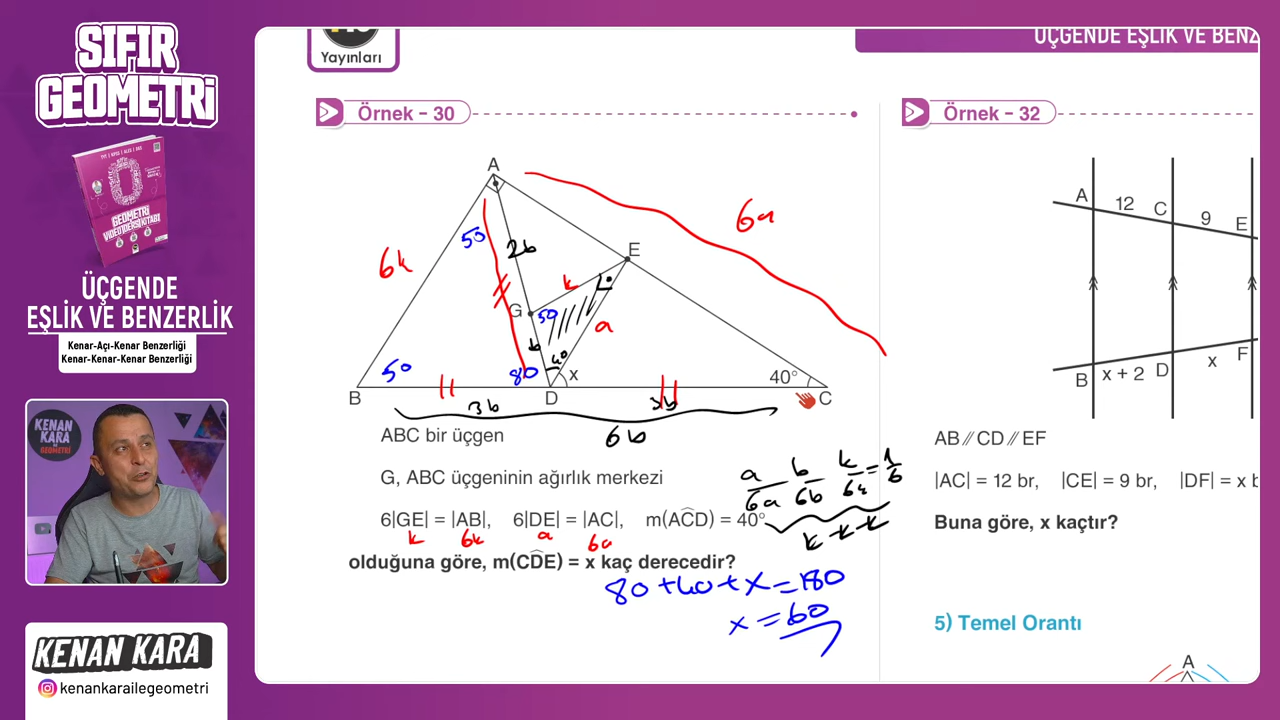 SIFIR
GEOMETRi
GEOMETRİ
VİDEO DERS KİTABI
ÜÇGENDE
EŞLİK VE BENZERLİK
Kenar-Açı-Kenar Benzerliği
Kenar-Kenar-Kenar Benzerliği
KENAN
KARA
GEOMETRİ
KENAN KARA
kenankarailegeometri
Yayınları
ÜÇGENDE EŞLİK VE BENZ
Örnek – 30
A
6a
50
2b
6k
E
k
G
50
a
b
40
50
80
x
40°
B
D
C
3b
3b
6b
ABC bir üçgen
G, ABC üçgeninin ağırlık merkezi
a/6a b/6b k/6k = 1/6
6|GE| = |AB|, 6|DE| = |AC|, m(ACD) = 40°
k 6k a 6a
k - k - k
olduğuna göre, m(CDE) = x kaç derecedir?
80 + 40 + x = 180
x = 60
Örnek – 32
A
12
C
9
E
B
x + 2
D
x
F
AB // CD // EF
|AC| = 12 br, |CE| = 9 br, |DF| = x b
Buna göre, x kaçtır?
5) Temel Orantı
A